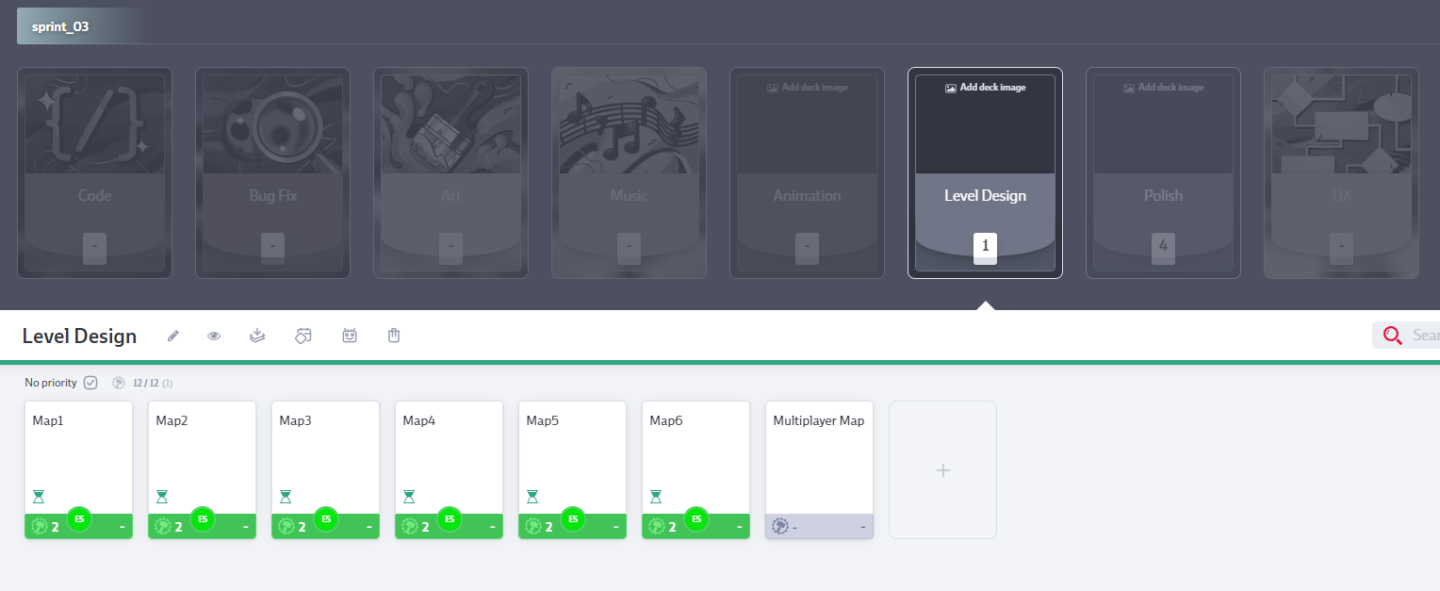 sprint_03
Add deck image
Add deck image
Add deck image
Code
Bug Fix
Art
Music
Animation
Level Design
Polish
UX
-
-
-
-
-
1
4
-
Level Design
Sear
No priority
12 / 12 (1)
Map1
Map2
Map3
Map4
Map5
Map6
Multiplayer Map
+
2 ES -
2 ES -
2 ES -
2 ES -
2 ES -
2 ES -
- -